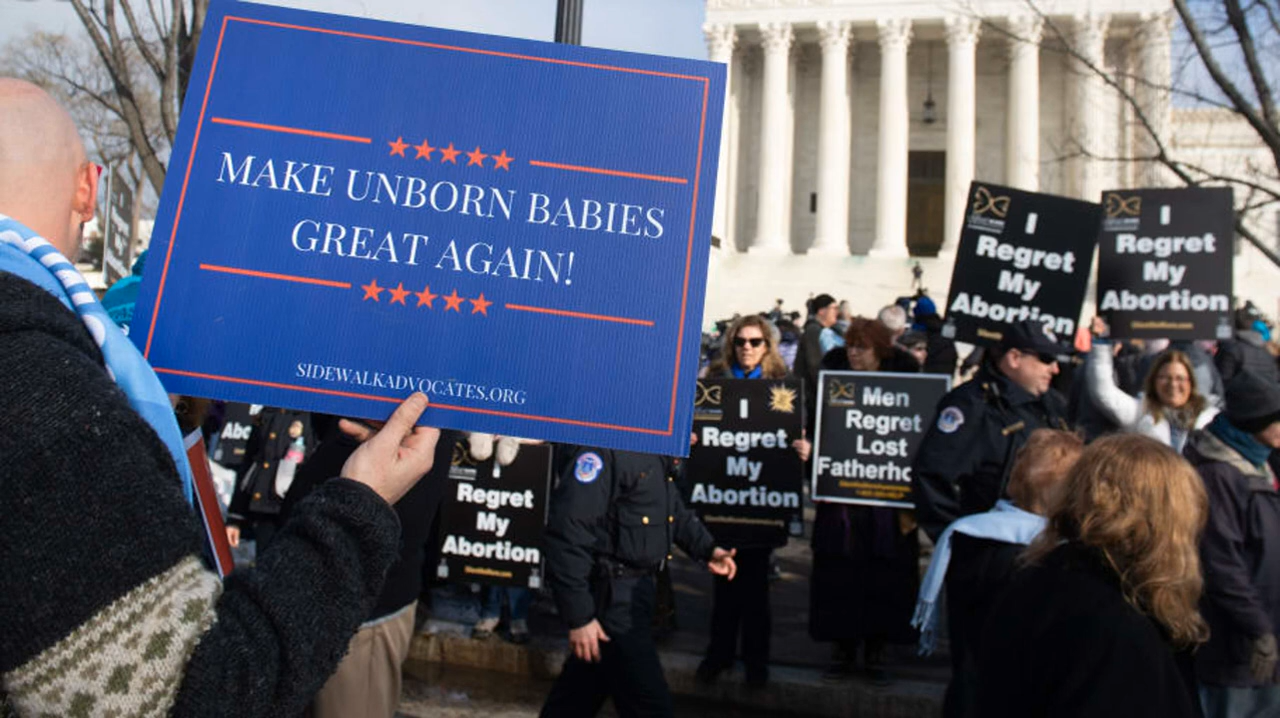 MAKE UNBORN BABIES
GREAT AGAIN!
SIDEWALKADVOCATES.ORG
I
Regret
My
Abortion
I
Regret
My
Abortion
I
Regret
My
Abortion
Men
Regret
Lost
Fatherho
Regret
My
Abortion
Abo